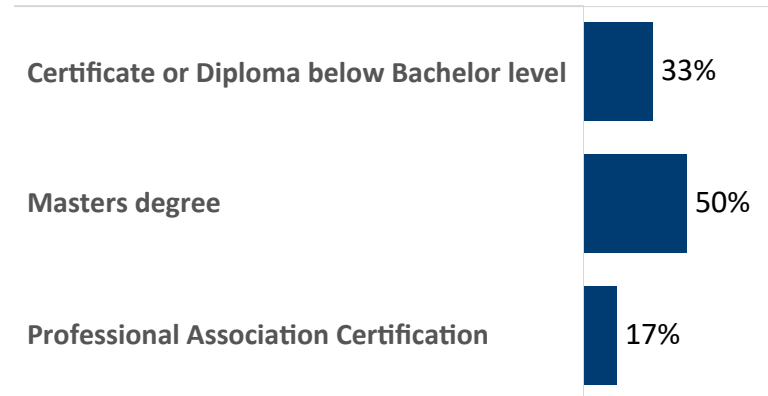 Certificate or Diploma below Bachelor level 33%
Masters degree 50%
Professional Association Certification 17%